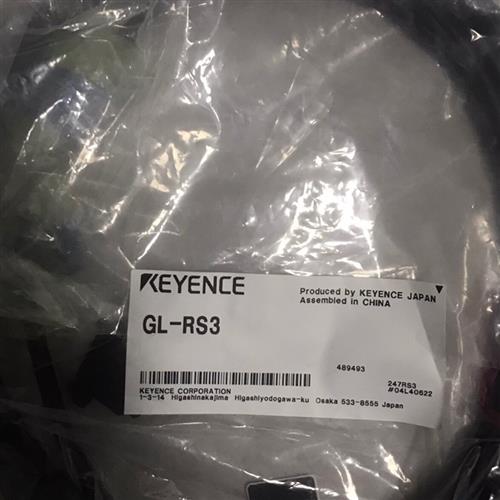 KEYENCE
Produced by KEYENCE JAPAN
Assembled in CHINA
GL-RS3
489493
247RS3
#04L40622
KEYENCE CORPORATION
1-3-14 Higashinakajima Higashiyodogawa-ku Osaka 533-8555 Japan